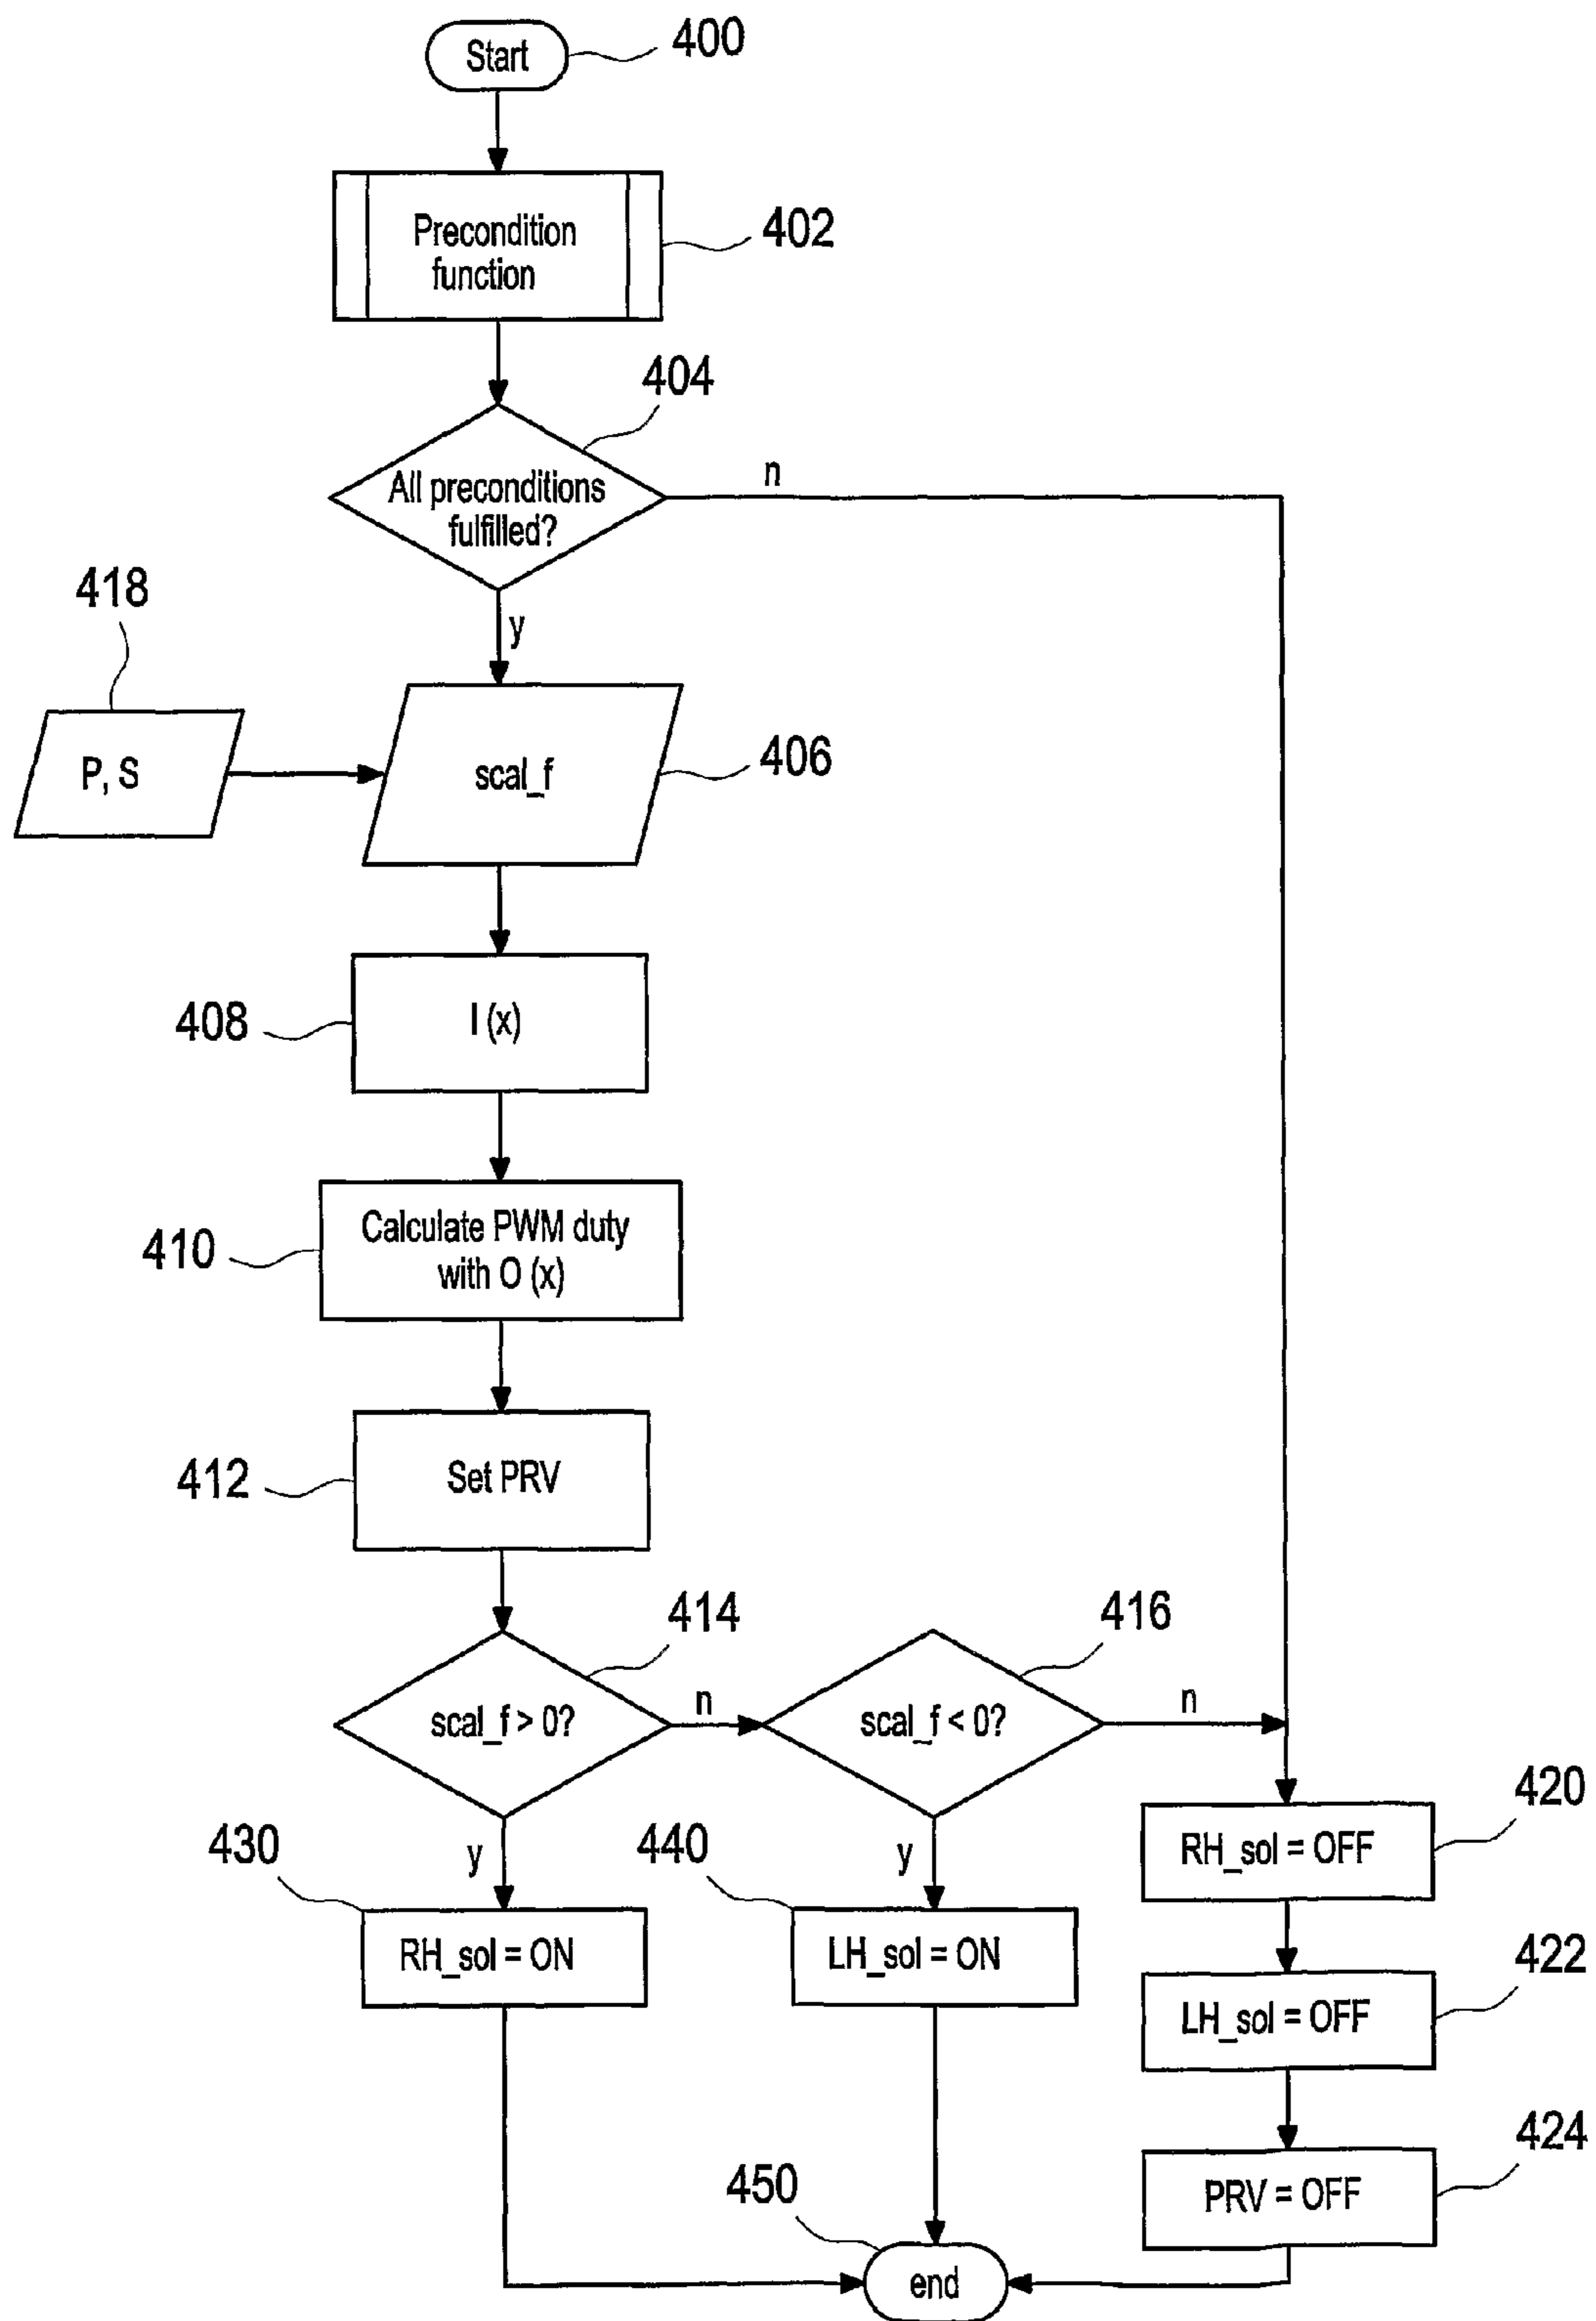 Start
400
Precondition
function
402
404
All preconditions
fulfilled?
n
y
418
P, S
scal_f
406
I (x)
408
Calculate PWM duty
with O (x)
410
Set PRV
412
414
scal_f > 0?
n
416
scal_f < 0?
n
y
y
420
RH_sol = OFF
430
RH_sol = ON
440
LH_sol = ON
422
LH_sol = OFF
424
PRV = OFF
450
end